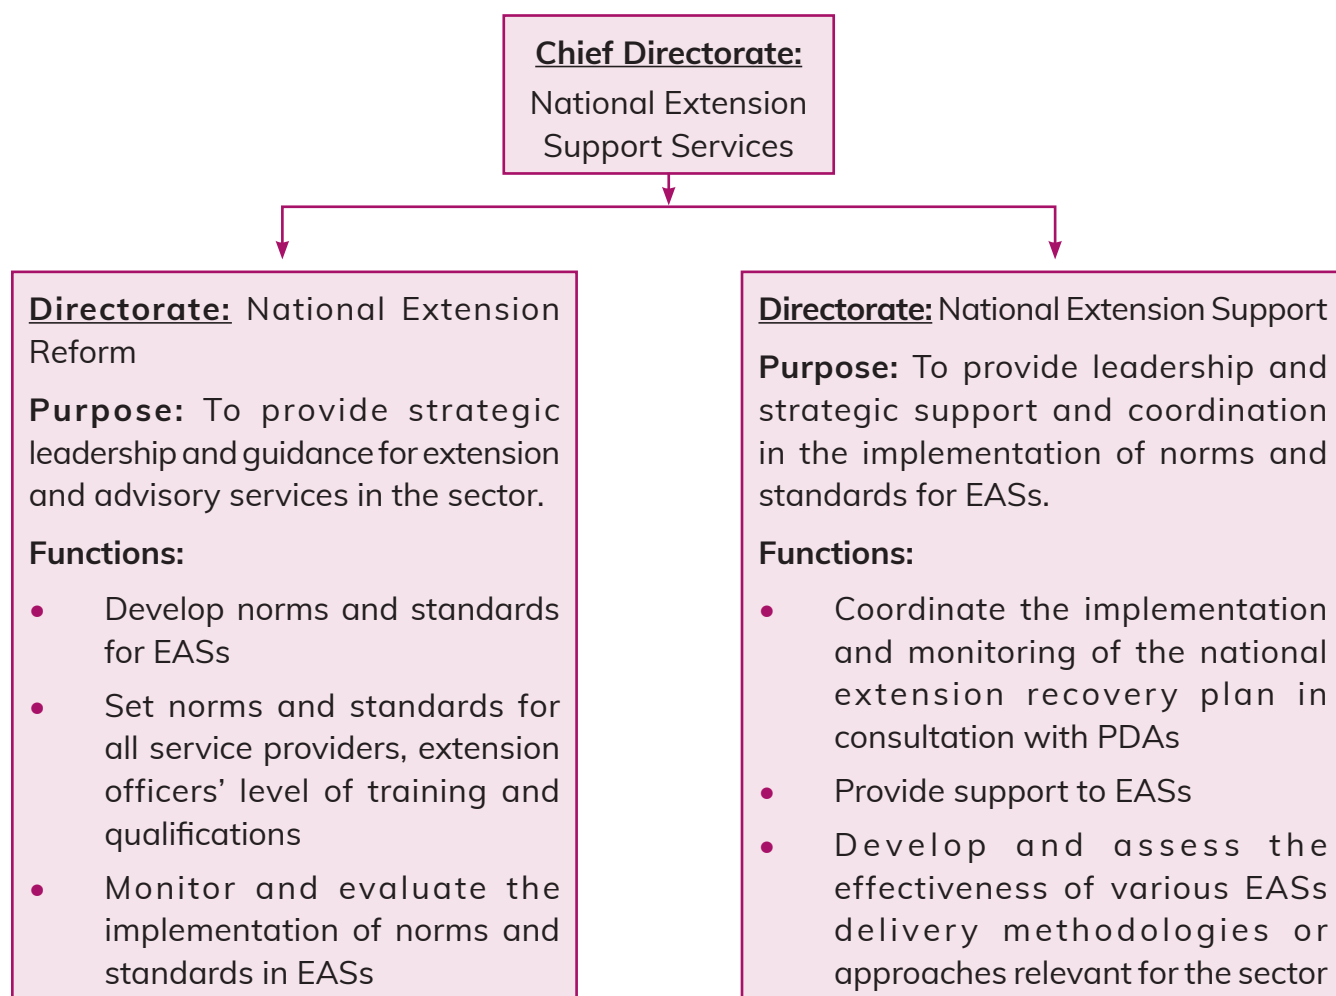 Chief Directorate:
National Extension
Support Services
Directorate: National Extension
Reform
Purpose: To provide strategic
leadership and guidance for extension
and advisory services in the sector.
Functions:
• Develop norms and standards
for EASs
• Set norms and standards for
all service providers, extension
officers’ level of training and
qualifications
• Monitor and evaluate the
implementation of norms and
standards in EASs
Directorate: National Extension Support
Purpose: To provide leadership and
strategic support and coordination
in the implementation of norms and
standards for EASs.
Functions:
• Coordinate the implementation
and monitoring of the national
extension recovery plan in
consultation with PDAs
• Provide support to EASs
• Develop and assess the
effectiveness of various EASs
delivery methodologies or
approaches relevant for the sector